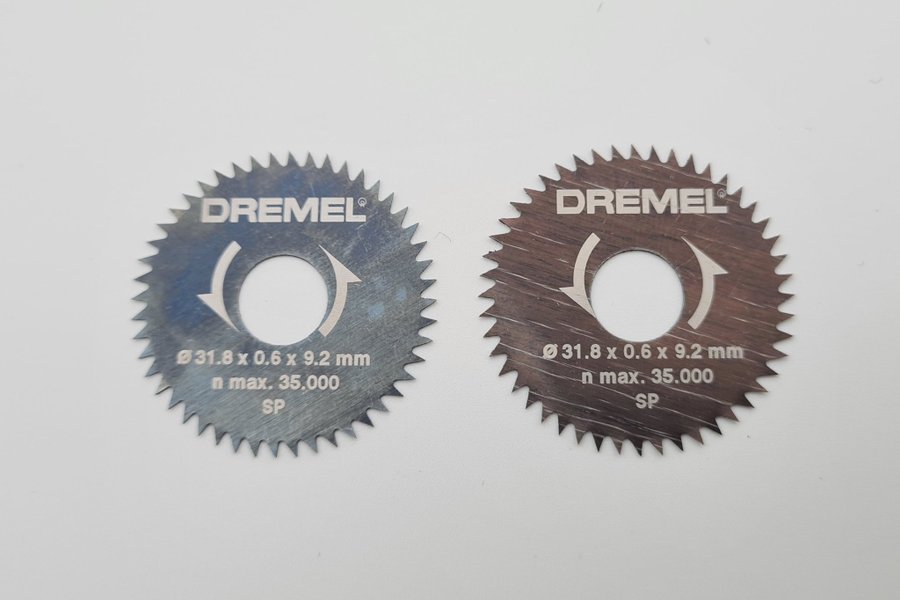 DREMEL®
Ø 31.8 x 0.6 x 9.2 mm
n max. 35.000
SP
DREMEL®
Ø 31.8 x 0.6 x 9.2 mm
n max. 35.000
SP